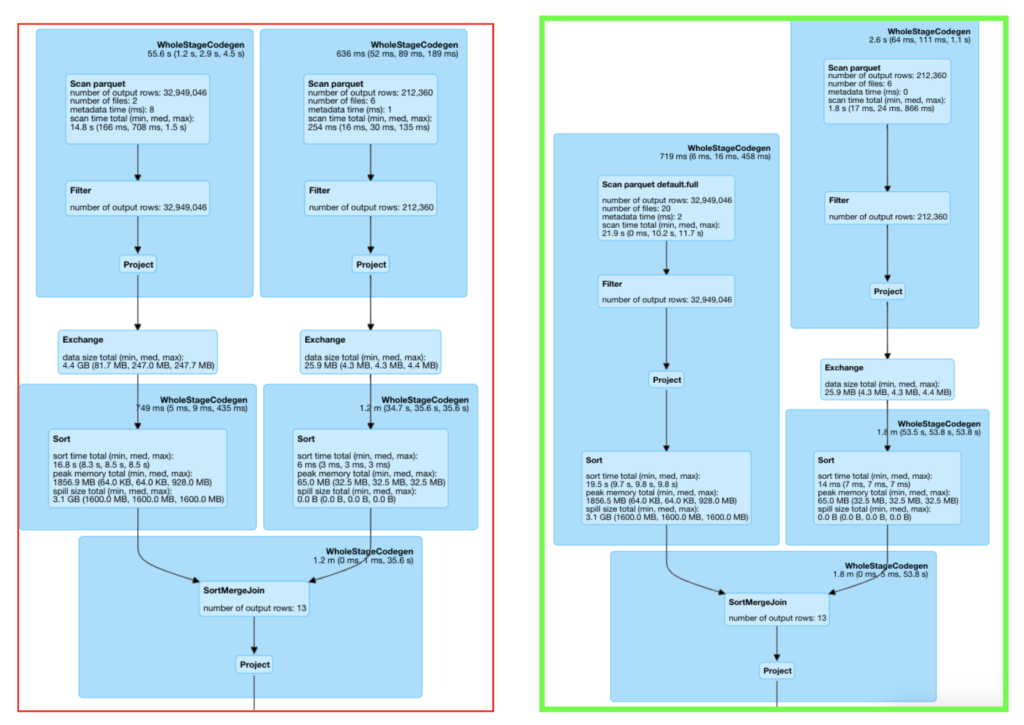 WholeStageCodegen
55.6 s (1.2 s, 2.9 s, 4.5 s)
Scan parquet
number of output rows: 32,949,046
number of files: 2
metadata time (ms): 8
scan time total (min, med, max):
14.8 s (166 ms, 708 ms, 1.5 s)
Filter
number of output rows: 32,949,046
Project
WholeStageCodegen
636 ms (52 ms, 89 ms, 189 ms)
Scan parquet
number of output rows: 212,360
number of files: 6
metadata time (ms): 1
scan time total (min, med, max):
254 ms (16 ms, 30 ms, 135 ms)
Filter
number of output rows: 212,360
Project
Exchange
data size total (min, med, max):
4.4 GB (81.7 MB, 247.0 MB, 247.7 MB)
Exchange
data size total (min, med, max):
25.9 MB (4.3 MB, 4.3 MB, 4.4 MB)
WholeStageCodegen
749 ms (5 ms, 9 ms, 435 ms)
Sort
sort time total (min, med, max):
16.8 s (8.3 s, 8.5 s, 8.5 s)
peak memory total (min, med, max):
1856.9 MB (64.0 KB, 64.0 KB, 928.0 MB)
spill size total (min, med, max):
3.1 GB (1600.0 MB, 1600.0 MB, 1600.0 MB)
WholeStageCodegen
1.2 m (34.7 s, 35.6 s, 35.6 s)
Sort
sort time total (min, med, max):
6 ms (3 ms, 3 ms, 3 ms)
peak memory total (min, med, max):
65.0 MB (32.5 MB, 32.5 MB, 32.5 MB)
spill size total (min, med, max):
0.0 B (0.0 B, 0.0 B, 0.0 B)
WholeStageCodegen
1.2 m (0 ms, 1 ms, 35.6 s)
SortMergeJoin
number of output rows: 13
Project
WholeStageCodegen
719 ms (6 ms, 16 ms, 458 ms)
Scan parquet default.full
number of output rows: 32,949,046
number of files: 20
metadata time (ms): 2
scan time total (min, med, max):
21.9 s (0 ms, 10.2 s, 11.7 s)
Filter
number of output rows: 32,949,046
Project
Sort
sort time total (min, med, max):
19.5 s (9.7 s, 9.8 s, 9.8 s)
peak memory total (min, med, max):
1856.5 MB (64.0 KB, 64.0 KB, 928.0 MB)
spill size total (min, med, max):
3.1 GB (1600.0 MB, 1600.0 MB, 1600.0 MB)
WholeStageCodegen
2.6 s (64 ms, 111 ms, 1.1 s)
Scan parquet
number of output rows: 212,360
number of files: 6
metadata time (ms): 0
scan time total (min, med, max):
1.8 s (17 ms, 24 ms, 866 ms)
Filter
number of output rows: 212,360
Project
Exchange
data size total (min, med, max):
25.9 MB (4.3 MB, 4.3 MB, 4.4 MB)
WholeStageCodegen
1.8 m (53.5 s, 53.8 s, 53.8 s)
Sort
sort time total (min, med, max):
14 ms (7 ms, 7 ms, 7 ms)
peak memory total (min, med, max):
65.0 MB (32.5 MB, 32.5 MB, 32.5 MB)
spill size total (min, med, max):
0.0 B (0.0 B, 0.0 B, 0.0 B)
WholeStageCodegen
1.8 m (0 ms, 5 ms, 53.8 s)
SortMergeJoin
number of output rows: 13
Project